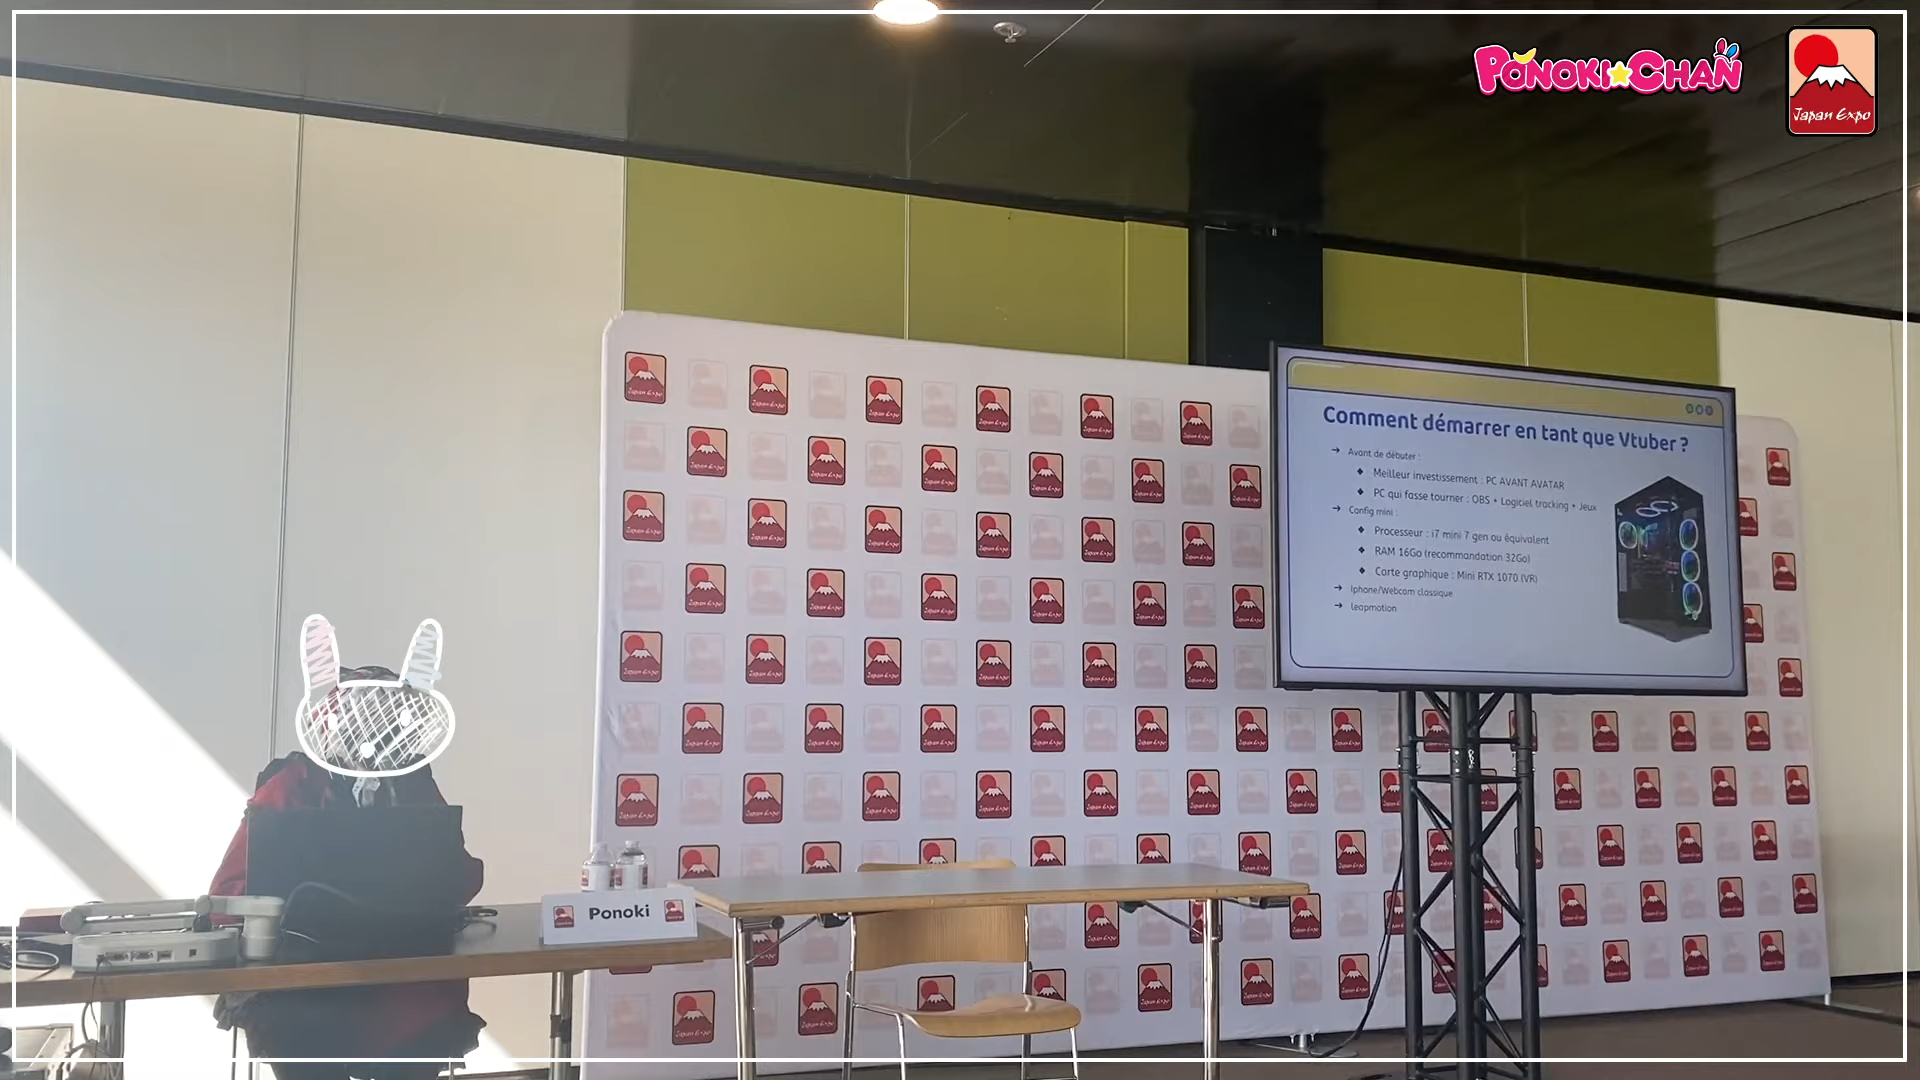 PONOKI CHAN
Japan Expo
Comment démarrer en tant que Vtuber ?
Avant de débuter :
Meilleur investissement : PC AVANT AVATAR
PC qui fasse tourner : OBS + Logiciel tracking + Jeux
Config mini :
Processeur : i7 mini 7 gen ou équivalent
RAM 16Go (recommandation 32Go)
Carte graphique : Mini RTX 1070 (VR)
Iphone/Webcam classique
leapmotion
Ponoki